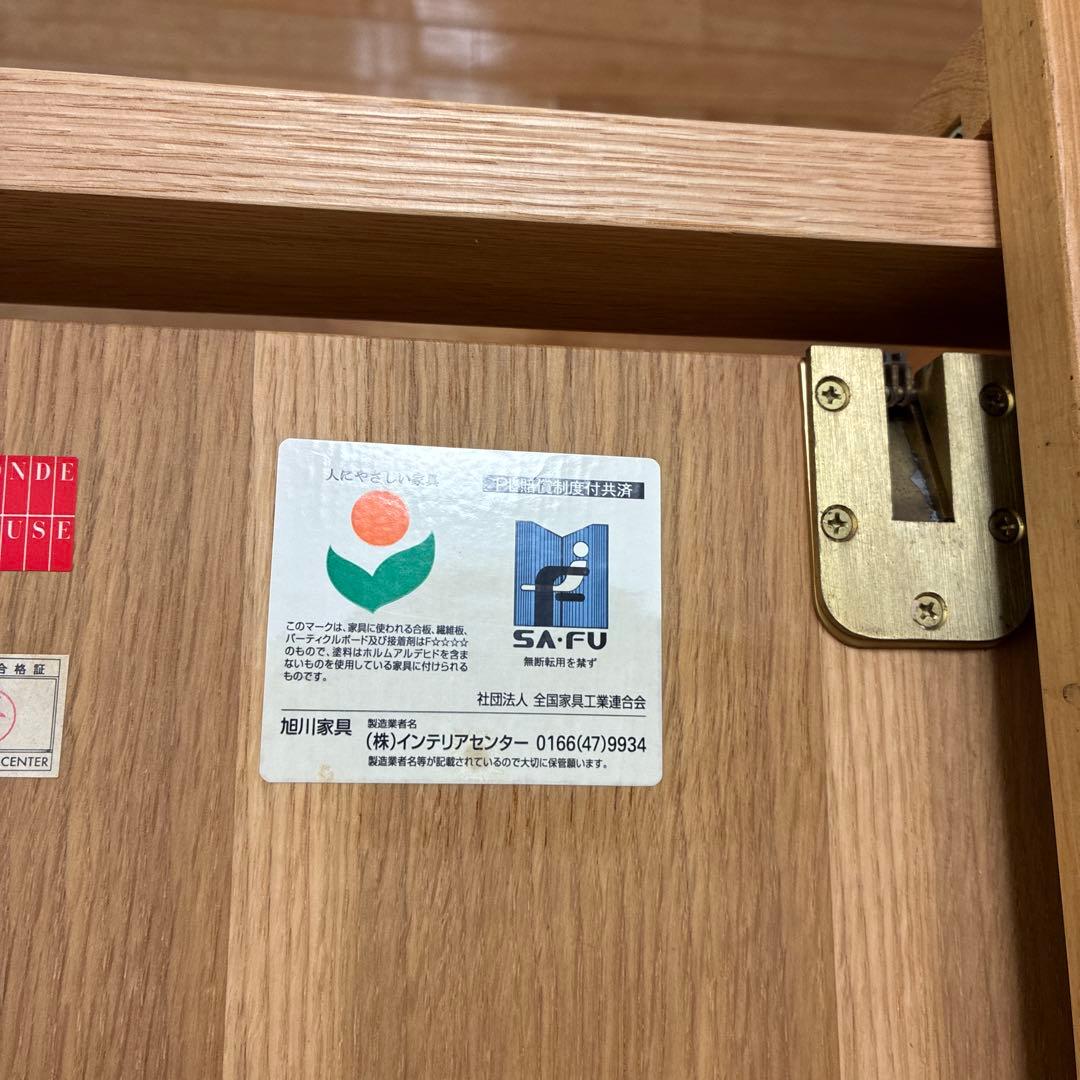 NDE
USE
合格証
CENTER
人にやさしい家具
賠償制度付共済
このマークは、家具に使われる合板、繊維板、
パーティクルボード及び接着剤はF☆☆☆☆
のもので、塗料はホルムアルデヒドを含ま
ないものを使用している家具に付けられる
ものです。
SA・FU
無断転用を禁ず
社団法人 全国家具工業連合会
旭川家具
製造業者名
(株)インテリアセンター 0166(47)9934
製造業者名等が記載されているので大切に保管願います。